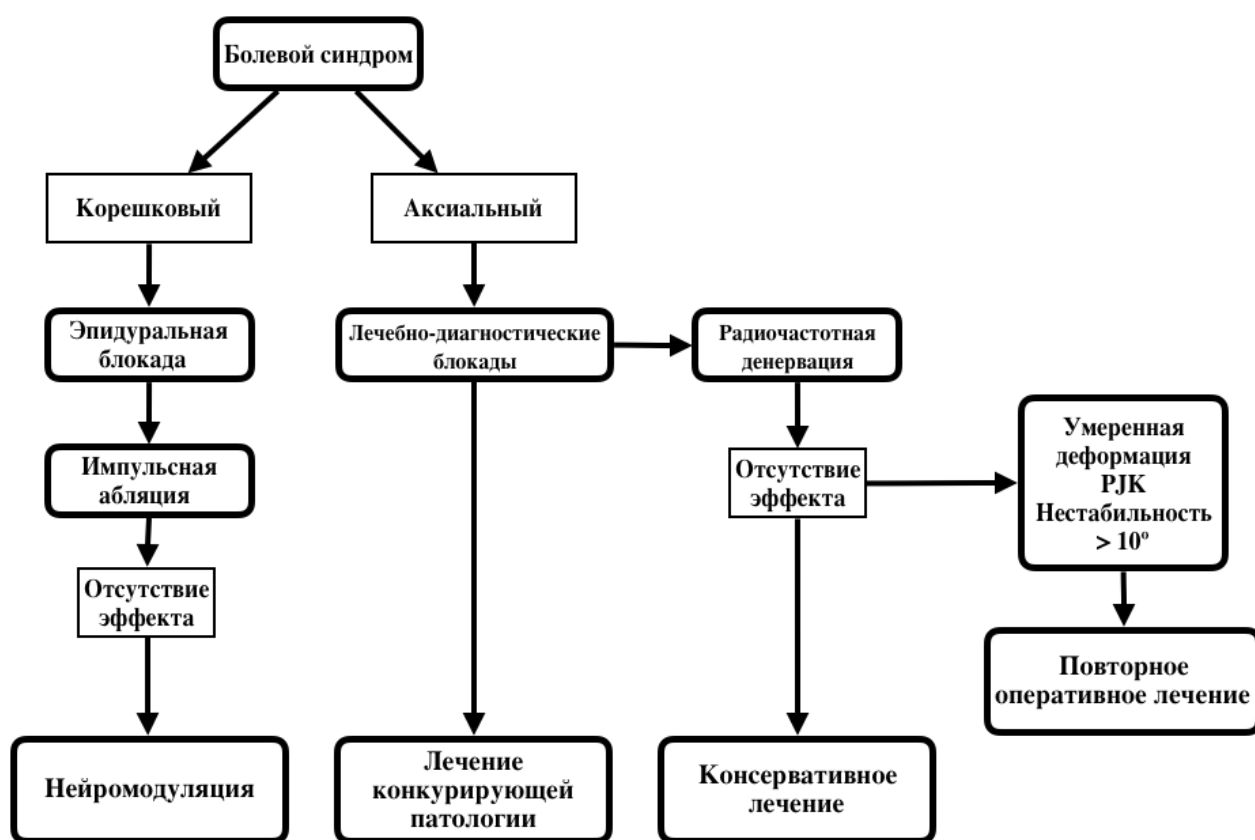 Болевой синдром
Корешковый
Аксиальный
Эпидуральная
блокада
Лечебно-диагностические
блокады
Радиочастотная
денервация
Импульсная
абляция
Отсутствие
эффекта
Умеренная
деформация
PJK
Нестабильность
> 10º
Отсутствие
эффекта
Повторное
оперативное лечение
Нейромодуляция
Лечение
конкурирующей
патологии
Консервативное
лечение